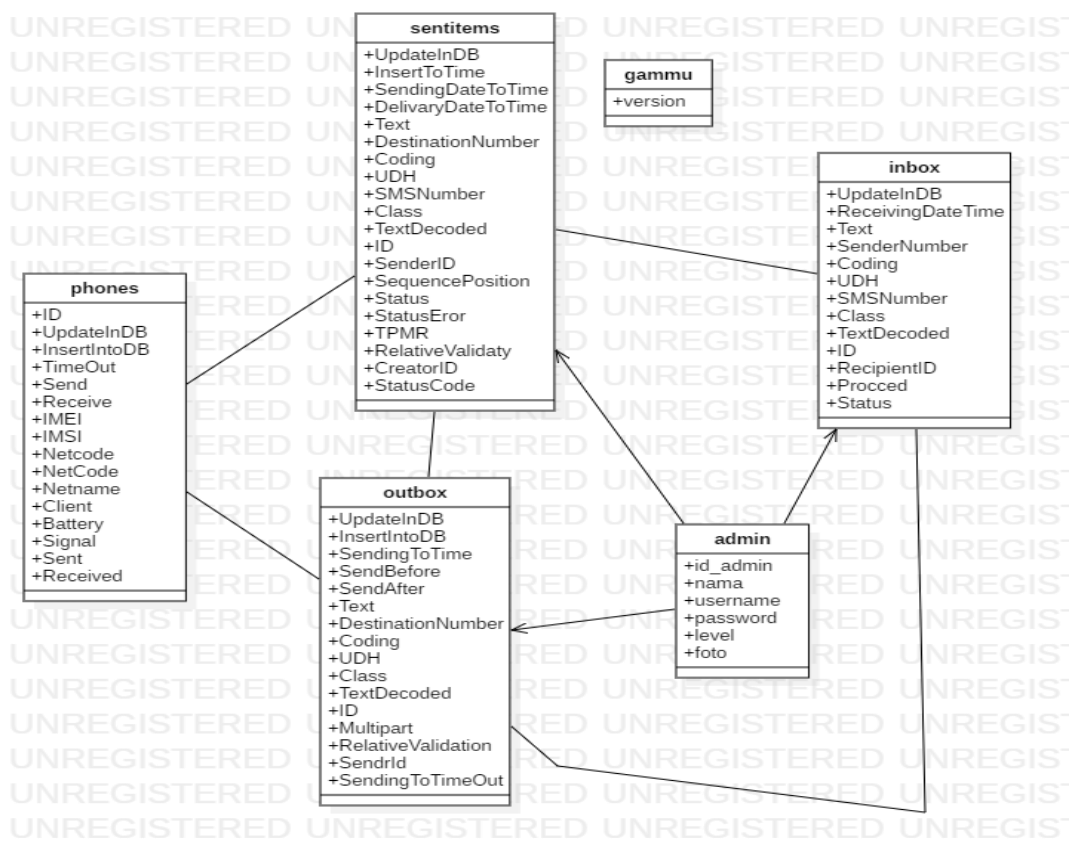 sentitems
+UpdateInDB
+InsertToTime
+SendingDateToTime
+DelivaryDateToTime
+Text
+DestinationNumber
+Coding
+UDH
+SMSNumber
+Class
+TextDecoded
+ID
+SenderID
+SequencePosition
+Status
+StatusEror
+TPMR
+RelativeValidaty
+CreatorID
+StatusCode
gammu
+version
inbox
+UpdateInDB
+ReceivingDateTime
+Text
+SenderNumber
+Coding
+UDH
+SMSNumber
+Class
+TextDecoded
+ID
+RecipientID
+Procced
+Status
phones
+ID
+UpdateInDB
+InsertIntoDB
+TimeOut
+Send
+Receive
+IMEI
+IMSI
+Netcode
+NetCode
+Netname
+Client
+Battery
+Signal
+Sent
+Received
outbox
+UpdateInDB
+InsertIntoDB
+SendingToTime
+SendBefore
+SendAfter
+Text
+DestinationNumber
+Coding
+UDH
+Class
+TextDecoded
+ID
+Multipart
+RelativeValidation
+SendrId
+SendingToTimeOut
admin
+id_admin
+nama
+username
+password
+level
+foto
UNREGISTERED